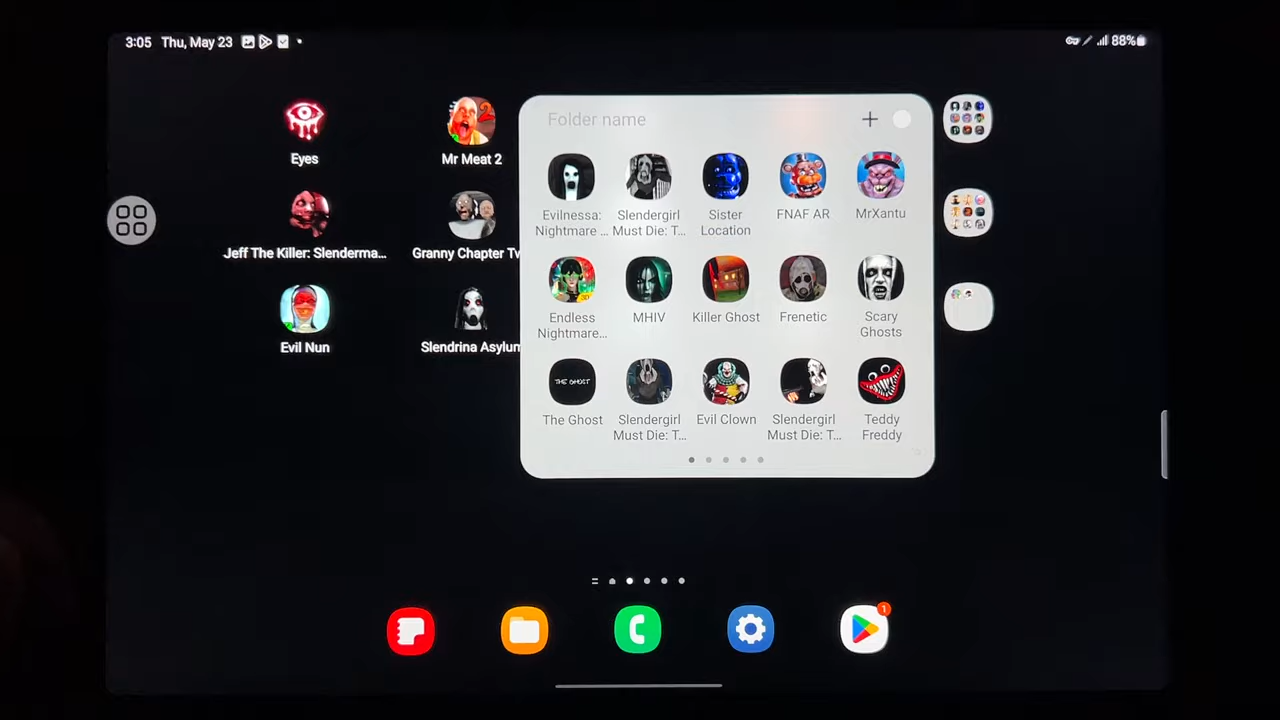 3:05 Thu, May 23
88%
Folder name
Eyes
Mr Meat 2
Evilnessa:
Nightmare ...
Slendergirl
Must Die: T...
Sister
Location
FNAF AR
MrXantu
Jeff The Killer: Slenderma...
Granny Chapter Tw
Endless
Nightmare...
MHIV
Killer Ghost
Frenetic
Scary
Ghosts
Evil Nun
Slendrina Asylum
THE GHOST
The Ghost
Slendergirl
Must Die: T...
Evil Clown
Slendergirl
Must Die: T...
Teddy
Freddy
1